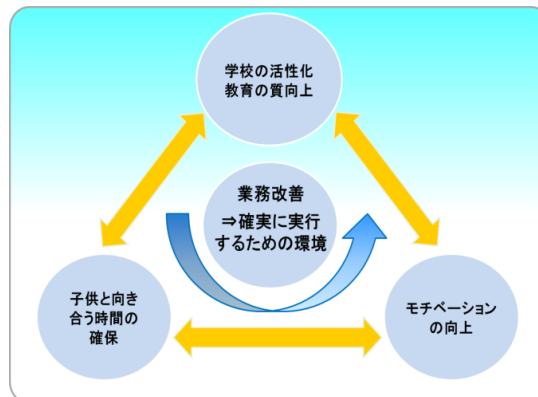 学校の活性化
教育の質向上
業務改善
⇒確実に実行
するための環境
子供と向き
合う時間の
確保
モチベーション
の向上